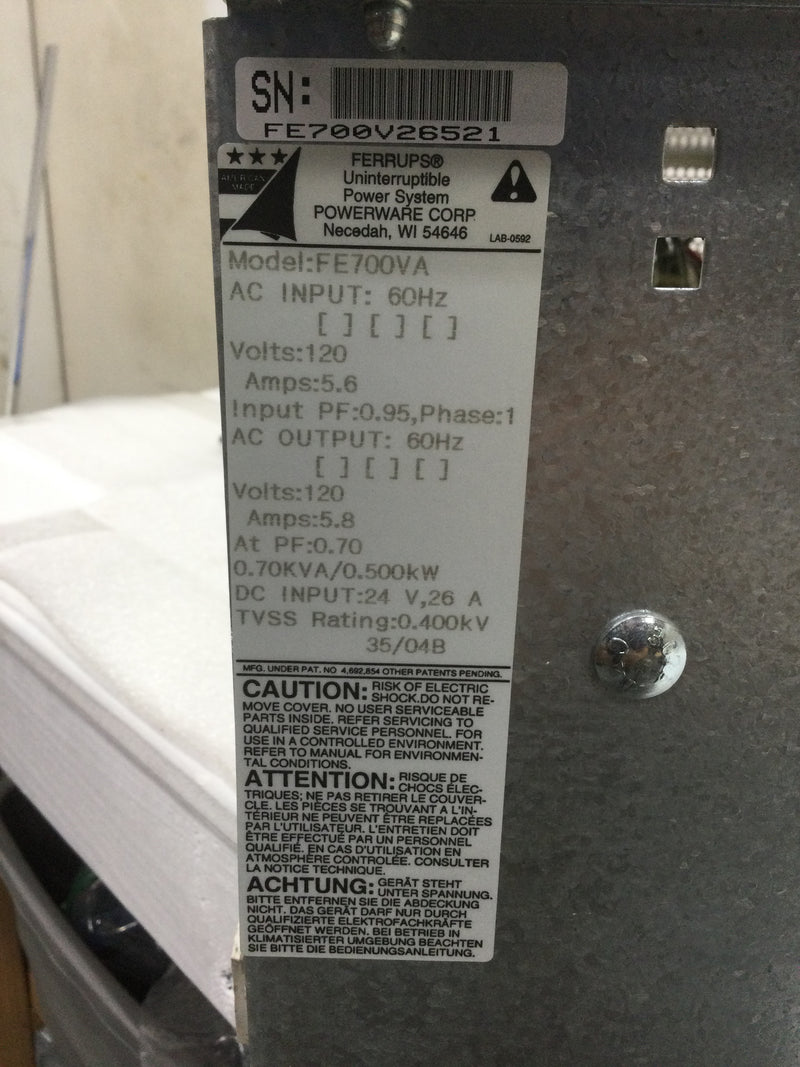 SN:
FE700V26521
AMERICAN
MADE
FERRUPS®
Uninterruptible
Power System
POWERWARE CORP
Necedah, WI 54646
LAB-0592
Model:FE700VA
AC INPUT: 60Hz
[ ] [ ] [ ]
Volts:120
Amps:5.6
Input PF:0.95,Phase:1
AC OUTPUT: 60Hz
[ ] [ ] [ ]
Volts:120
Amps:5.8
At PF:0.70
0.70KVA/0.500kW
DC INPUT:24 V,26 A
TVSS Rating:0.400kV
35/04B
MFG. UNDER PAT. NO 4,692,854 OTHER PATENTS PENDING.
CAUTION: RISK OF ELECTRIC
SHOCK.DO NOT RE-
MOVE COVER. NO USER SERVICEABLE
PARTS INSIDE. REFER SERVICING TO
QUALIFIED SERVICE PERSONNEL. FOR
USE IN A CONTROLLED ENVIRONMENT.
REFER TO MANUAL FOR ENVIRONMEN-
TAL CONDITIONS.
ATTENTION: RISQUE DE
CHOCS ÉLEC-
TRIQUES; NE PAS RETIRER LE COUVER-
CLE. LES PIÈCES SE TROUVANT A L'IN-
TÉRIEUR NE PEUVENT ÊTRE REPLACÉES
PAR L'UTILISATEUR. L'ENTRETIEN DOIT
ÊTRE EFFECTUÉ PAR UN PERSONNEL
QUALIFIÉ. EN CAS D'UTILISATION EN
ATMOSPHÈRE CONTROLÉE. CONSULTER
LA NOTICE TECHNIQUE.
ACHTUNG: GERÄT STEHT
UNTER SPANNUNG.
BITTE ENTFERNEN SIE DIE ABDECKUNG
NICHT. DAS GERÄT DARF NUR DURCH
QUALIFIZIERTE ELEKTROFACHKRÄFTE
GEÖFFNET WERDEN. BEI BETRIEB IN
KLIMATISIERTER UMGEBUNG BEACHTEN
SIE BITTE DIE BEDIENUNGSANLEITUNG.